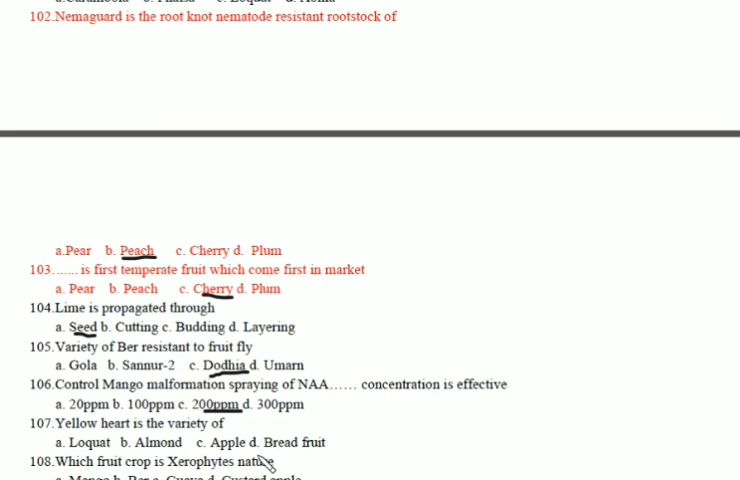 102.Nemaguard is the root knot nematode resistant rootstock of
a.Pear b. Peach c. Cherry d. Plum
103....... is first temperate fruit which come first in market
a. Pear b. Peach c. Cherry d. Plum
104.Lime is propagated through
a. Seed b. Cutting c. Budding d. Layering
105.Variety of Ber resistant to fruit fly
a. Gola b. Sannur-2 c. Dodhia d. Umarn
106.Control Mango malformation spraying of NAA...... concentration is effective
a. 20ppm b. 100ppm c. 200ppm d. 300ppm
107.Yellow heart is the variety of
a. Loquat b. Almond c. Apple d. Bread fruit
108.Which fruit crop is Xerophytes nature